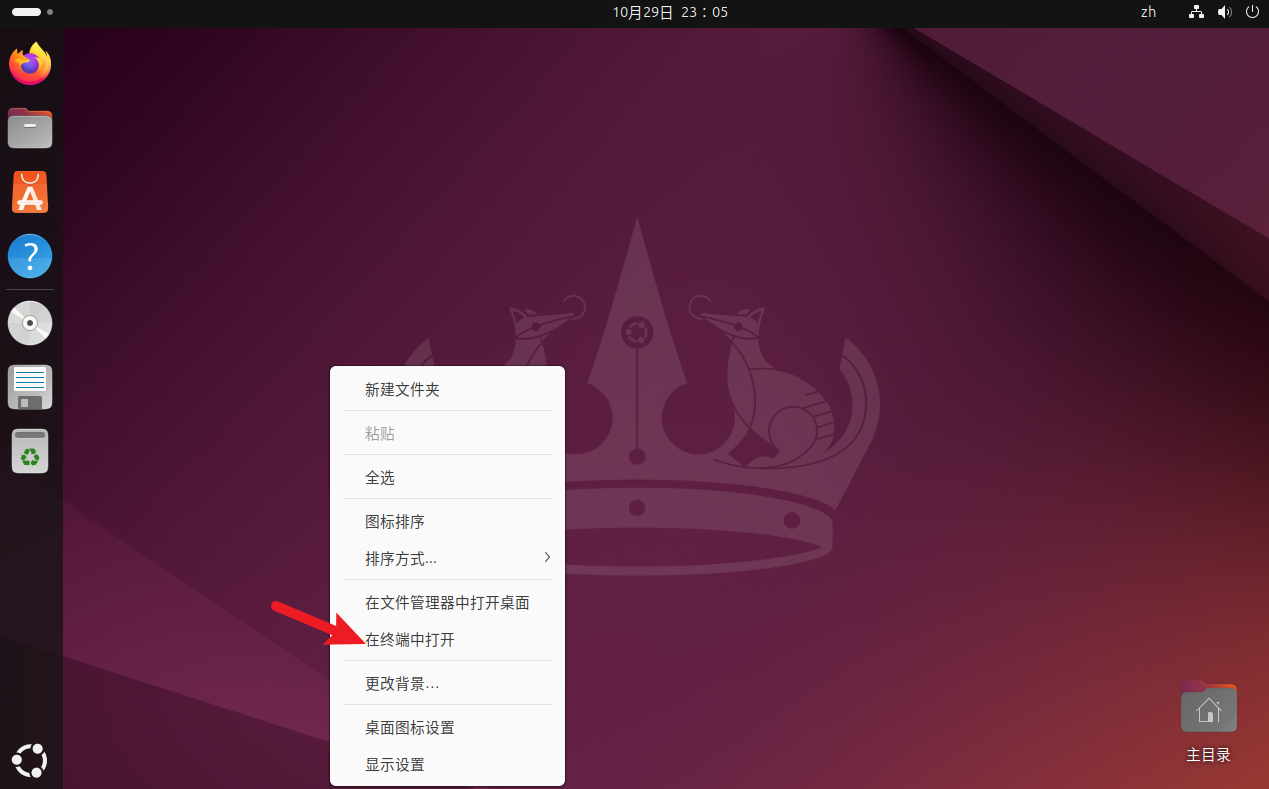 10月29日 23：05
zh
新建文件夹
粘贴
全选
图标排序
排序方式...
在文件管理器中打开桌面
在终端中打开
更改背景…
桌面图标设置
显示设置
主目录